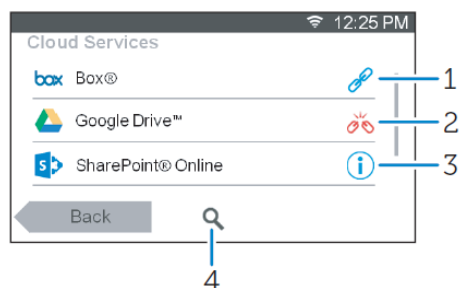 12:25 PM
Cloud Services
box Box® 1
Google Drive™ 2
S SharePoint® Online i 3
Back
4